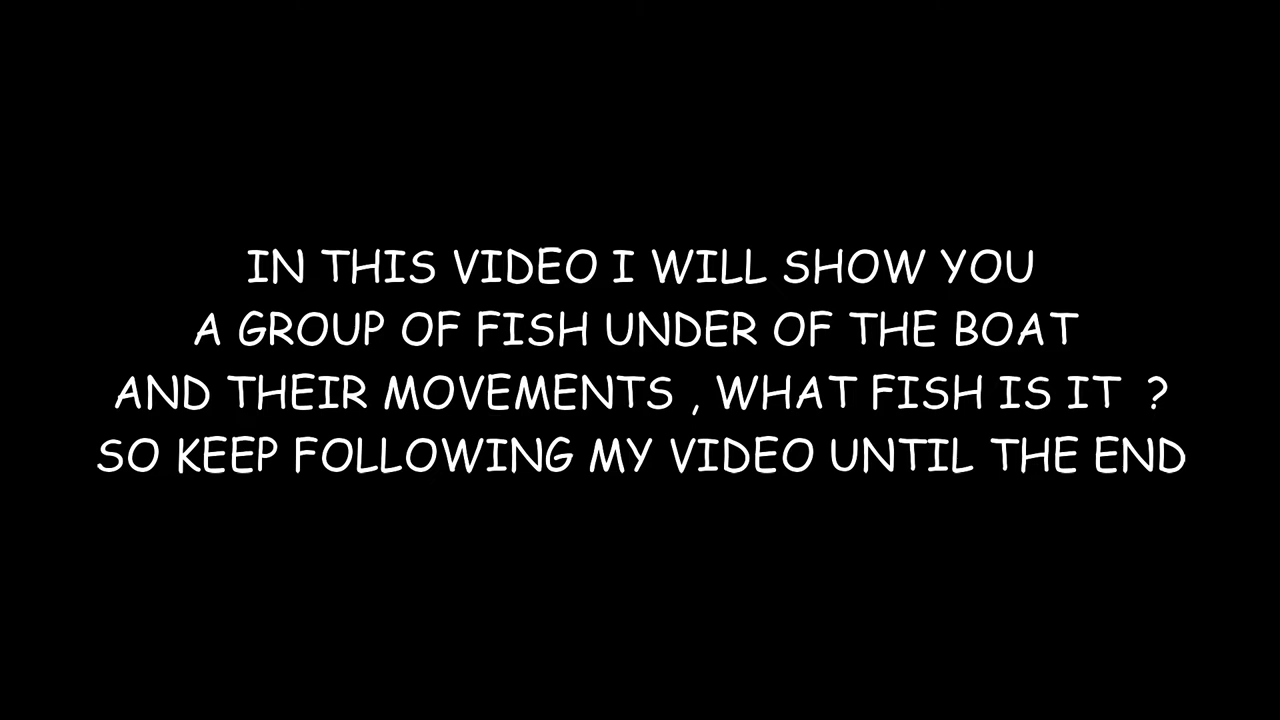 IN THIS VIDEO I WILL SHOW YOU
A GROUP OF FISH UNDER OF THE BOAT
AND THEIR MOVEMENTS , WHAT FISH IS IT ?
SO KEEP FOLLOWING MY VIDEO UNTIL THE END